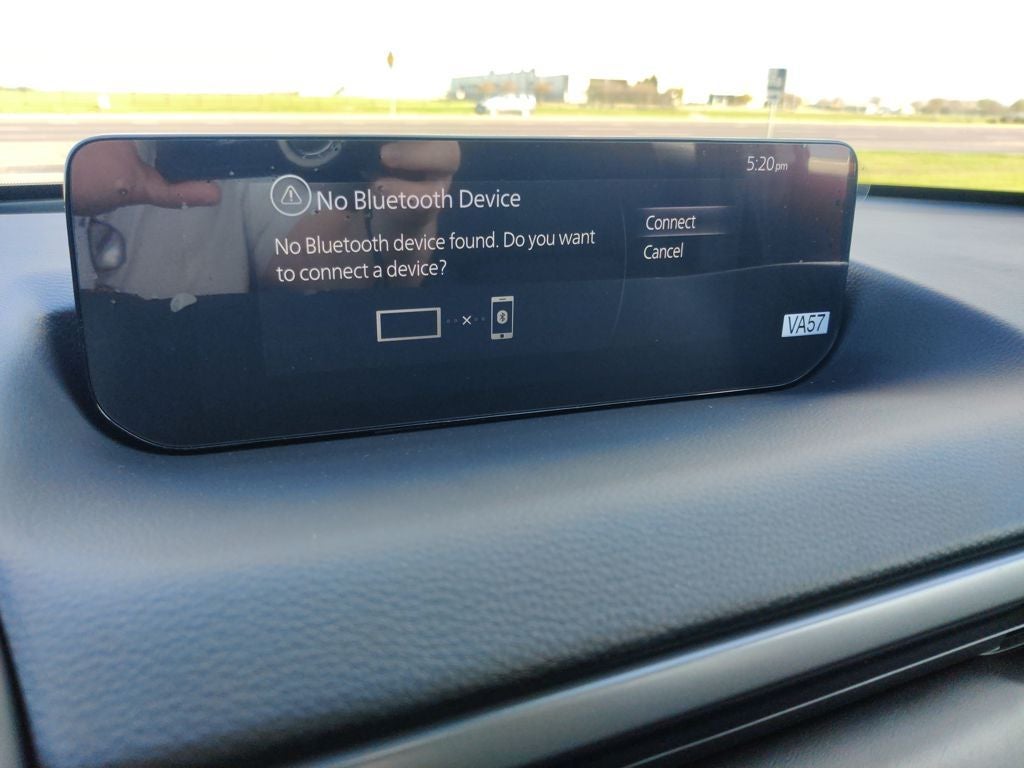 5:20pm
No Bluetooth Device
No Bluetooth device found. Do you want
to connect a device?
Connect
Cancel
VA57